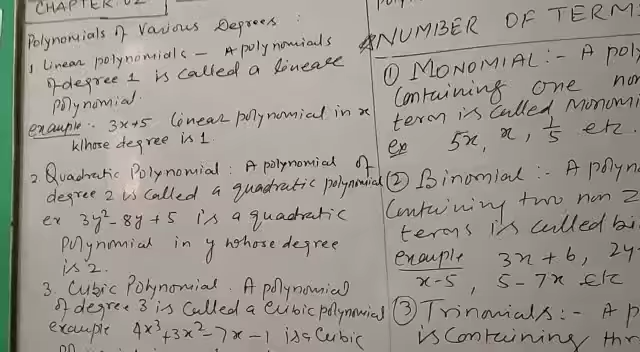 CHAPTER: 02
Polynomials of Various Degrees :
1 Linear polynomials – A polynomials
of degree 1 is called a lineare
polynomial.
example :- 3x+5 linear polynomial in x
Whose degree is 1.
2. Quadratic Polynomial : A polynomial of
degree 2 is called a quadratic polynomial
ex 3y²-8y+5 is a quadratic
polynomial in y whose degree
is 2.
3. Cubic Polynomial. A polynomial
of degree 3 is called a cubic polynomial
example 4x³+3x²-7x-1 is a Cubic
NUMBER OF TERM
① MONOMIAL :- A poly
Containing one non
term is called Monomi
ex 5x, x, 1/5 etc.
② Binomial :- A polyn
Containing two non Z
terms is called bi
example 3x+6, 2y
x-5, 5-7x etc
③ Trinomials :- A p
is containing thr